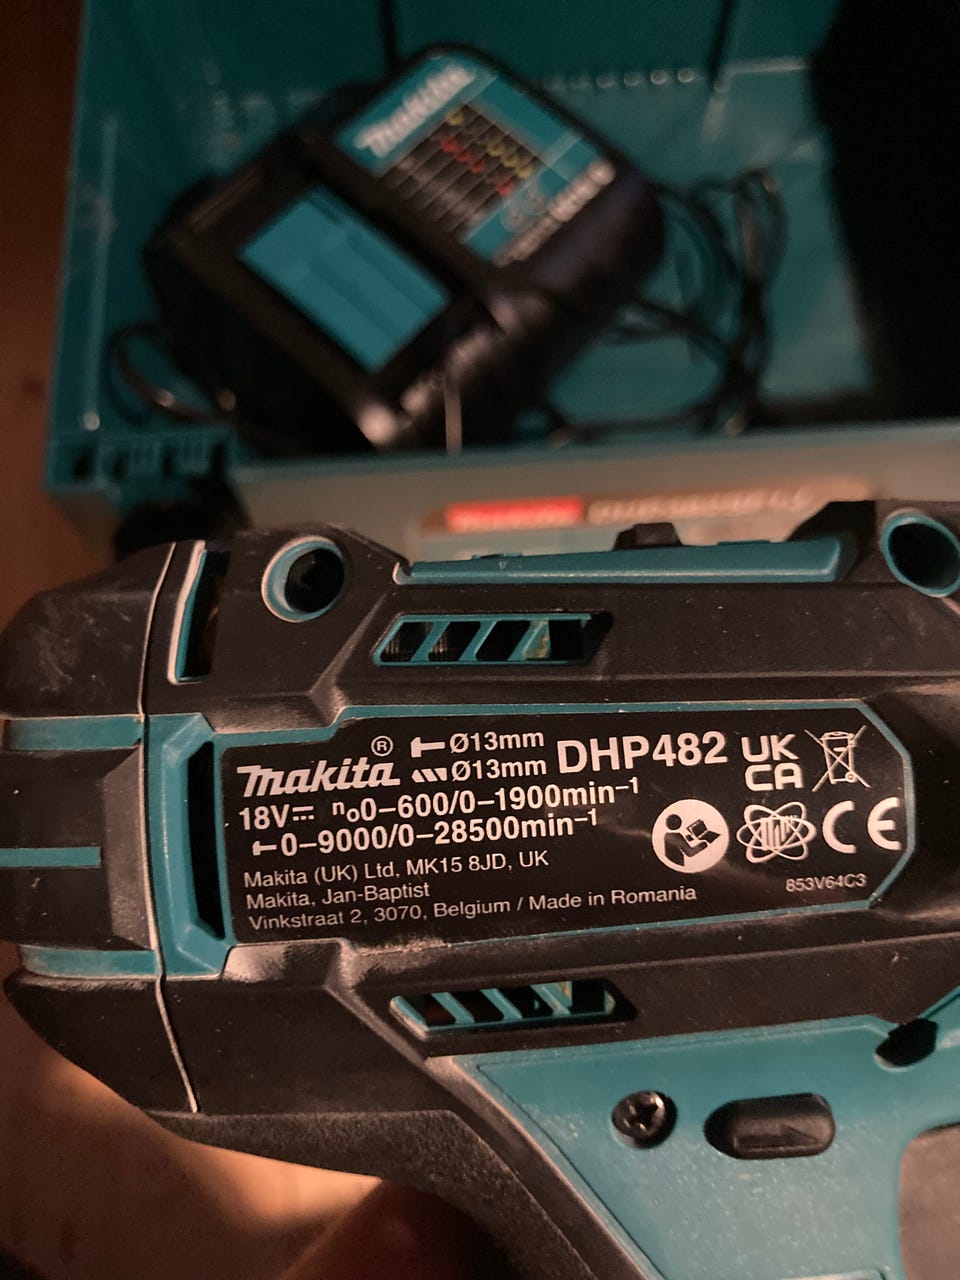 makita
makita
makita ® Ø13mm DHP482 UK
Ø13mm CA
18V n₀0-600/0-1900min⁻¹
0-9000/0-28500min⁻¹
CE
Makita (UK) Ltd, MK15 8JD, UK
Makita, Jan-Baptist
Vinkstraat 2, 3070, Belgium / Made in Romania
853V64C3